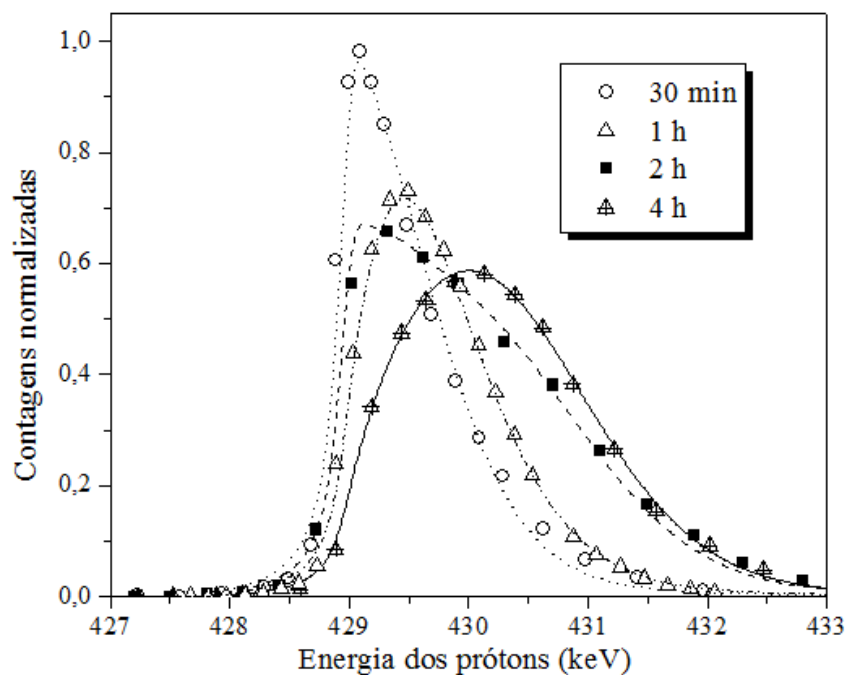 1,0
0,8
0,6
0,4
0,2
0,0
Contagens normalizadas
30 min
1 h
2 h
4 h
427 428 429 430 431 432 433
Energia dos prótons (keV)